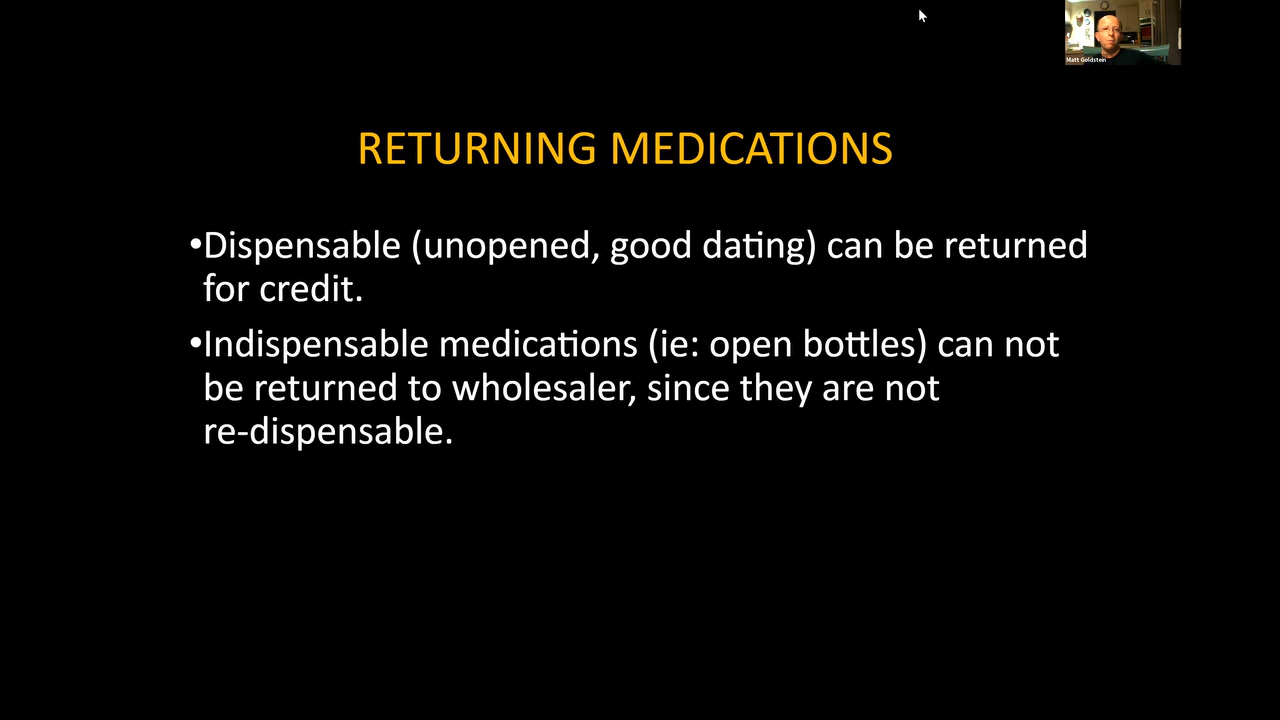 Matt Goldstein
RETURNING MEDICATIONS
•Dispensable (unopened, good dating) can be returned
for credit.
•Indispensable medications (ie: open bottles) can not
be returned to wholesaler, since they are not
re-dispensable.